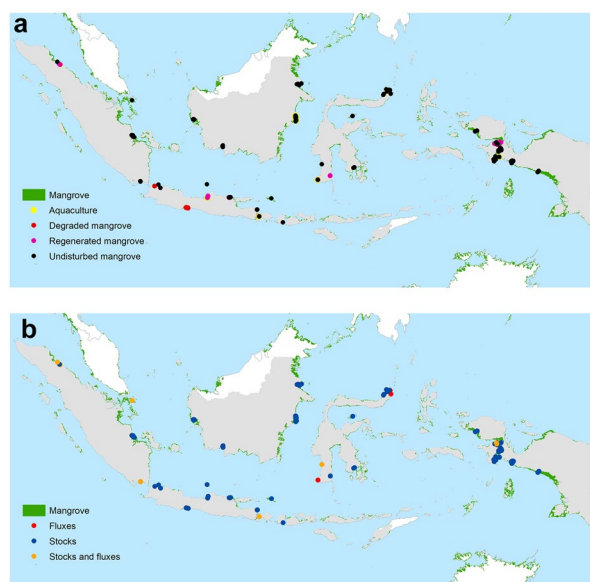 a
Mangrove
Aquaculture
Degraded mangrove
Regenerated mangrove
Undisturbed mangrove
b
Mangrove
Fluxes
Stocks
Stocks and fluxes